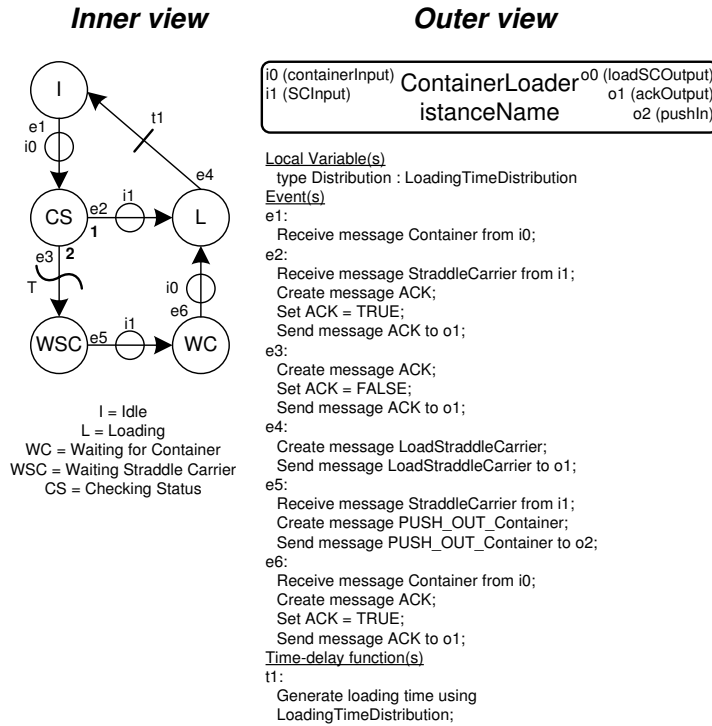 Inner view
Outer view
I
t1
e1
i0
e4
CS
e2
i1
L
1
2
e3
T
i0
e6
WSC
e5
i1
WC
I = Idle
L = Loading
WC = Waiting for Container
WSC = Waiting Straddle Carrier
CS = Checking Status
i0 (containerInput)
i1 (SCInput)
ContainerLoader
istanceName
o0 (loadSCOutput)
o1 (ackOutput)
o2 (pushIn)
Local Variable(s)
type Distribution : LoadingTimeDistribution
Event(s)
e1:
Receive message Container from i0;
e2:
Receive message StraddleCarrier from i1;
Create message ACK;
Set ACK = TRUE;
Send message ACK to o1;
e3:
Create message ACK;
Set ACK = FALSE;
Send message ACK to o1;
e4:
Create message LoadStraddleCarrier;
Send message LoadStraddleCarrier to o1;
e5:
Receive message StraddleCarrier from i1;
Create message PUSH_OUT_Container;
Send message PUSH_OUT_Container to o2;
e6:
Receive message Container from i0;
Create message ACK;
Set ACK = TRUE;
Send message ACK to o1;
Time-delay function(s)
t1:
Generate loading time using
LoadingTimeDistribution;